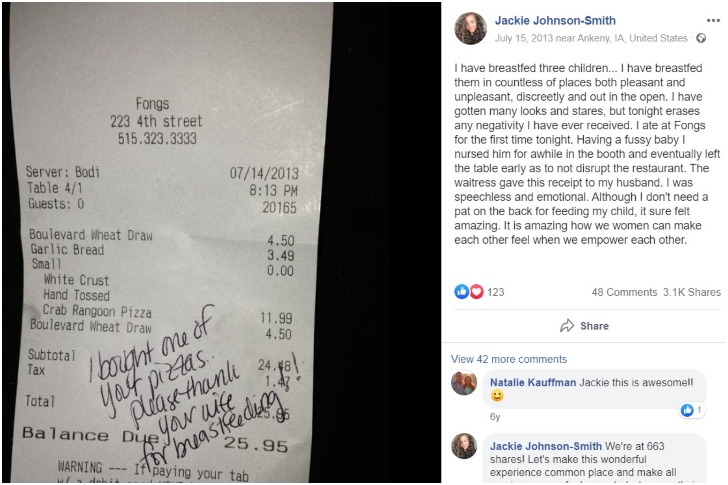 Fongs
223 4th street
515.323.3333
Server: Bodi
07/14/2013
Table 4/1
8:13 PM
Guests: 0
20165
Boulevard Wheat Draw
4.50
Garlic Bread
3.49
Small
0.00
White Crust
Hand Tossed
Crab Rangoon Pizza
11.99
Boulevard Wheat Draw
4.50
Subtotal
24.48
Tax
1.47
Total
25.95
Balance Due
25.95
WARNING --- If paying your tab
w/ a debit
I bought one of
your pizzas..
please thank
your wife
for breastfeeding!!
Jackie Johnson-Smith
July 15, 2013 near Ankeny, IA, United States ·
I have breastfed three children... I have breastfed
them in countless of places both pleasant and
unpleasant, discreetly and out in the open. I have
gotten many looks and stares, but tonight erases
any negativity I have ever received. I ate at Fongs
for the first time tonight. Having a fussy baby I
nursed him for awhile in the booth and eventually left
the table early as to not disrupt the restaurant. The
waitress gave this receipt to my husband. I was
speechless and emotional. Although I don't need a
pat on the back for feeding my child, it sure felt
amazing. It is amazing how we women can make
each other feel when we empower each other.
123
48 Comments 3.1K Shares
Share
View 42 more comments
Natalie Kauffman Jackie this is awesome!!
6y
1
Jackie Johnson-Smith We're at 663
shares! Let's make this wonderful
experience common place and make all